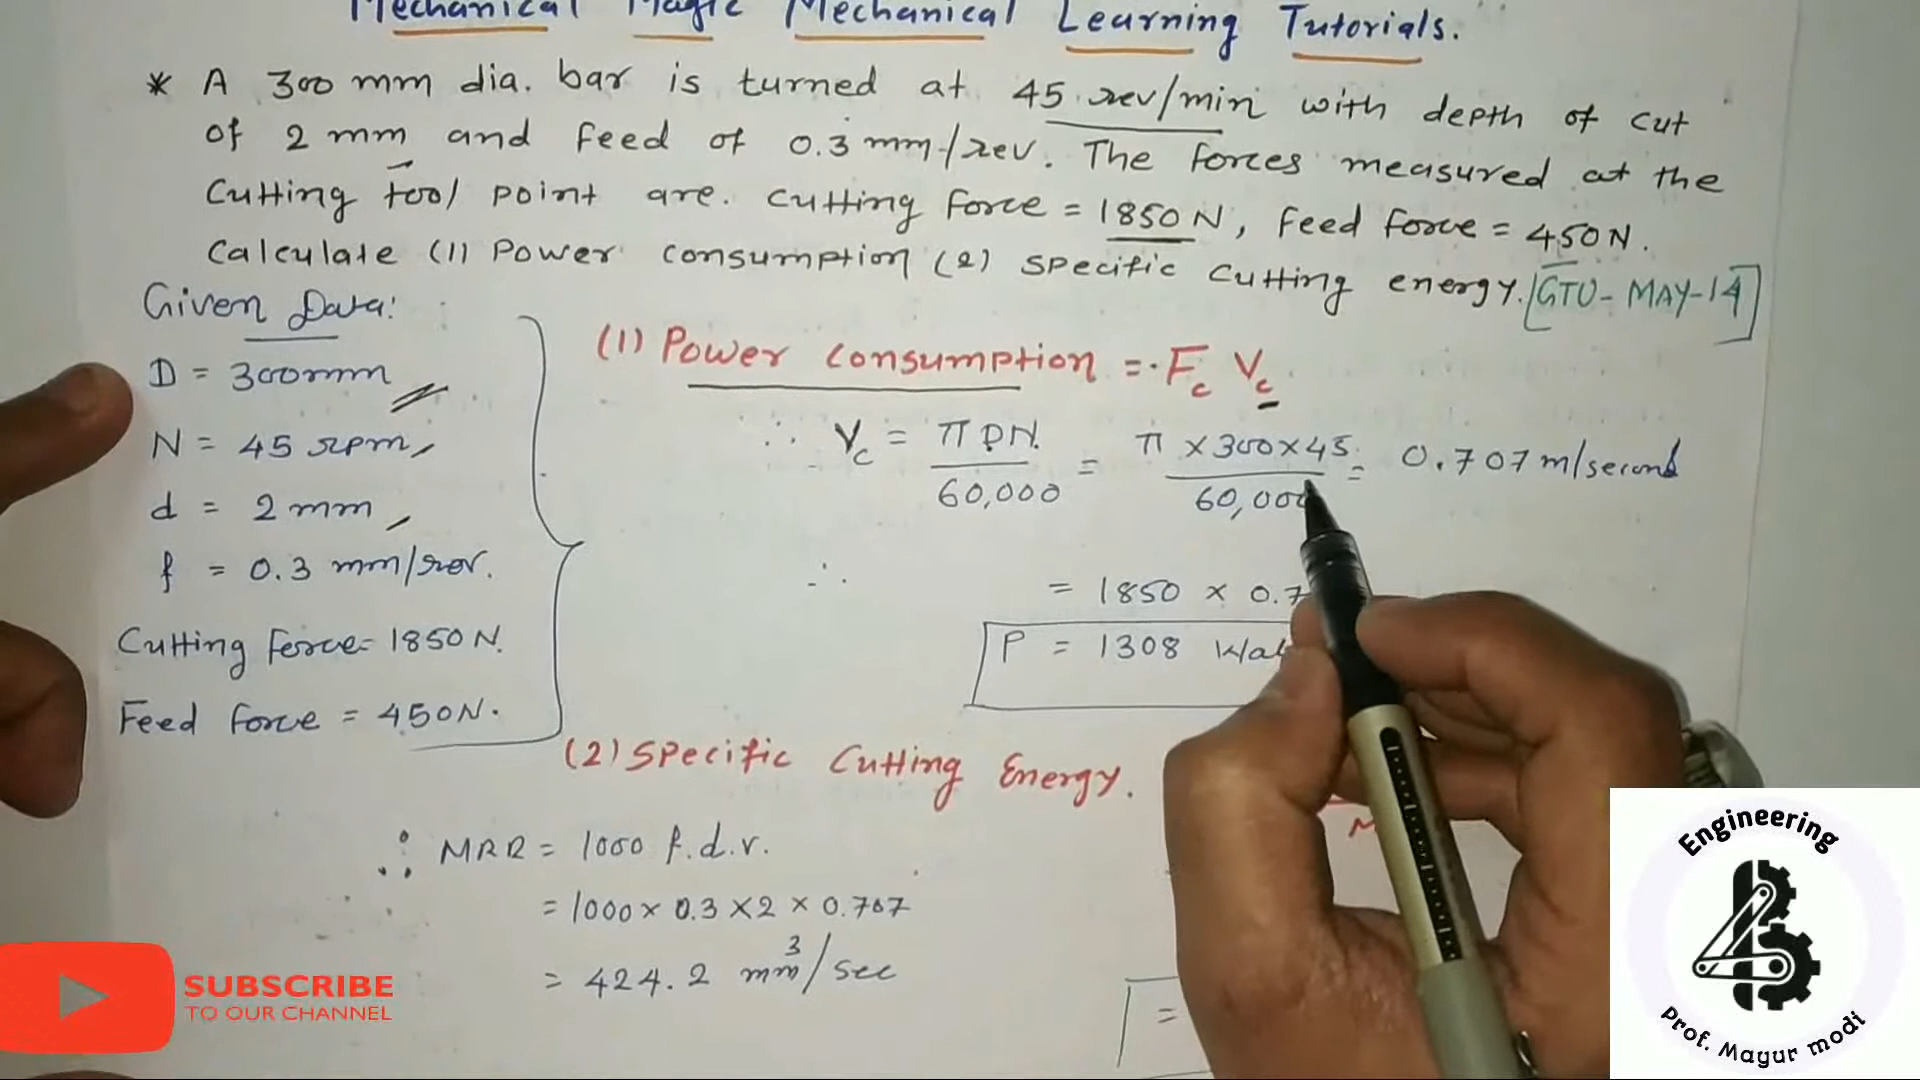 Mechanical Magic Mechanical Learning Tutorials.
* A 300 mm dia. bar is turned at 45 rev/min with depth of cut
of 2 mm and feed of 0.3 mm/rev. The forces measured at the
Cutting tool point are. Cutting force = 1850 N, Feed force = 450 N.
Calculate (1) Power consumption (2) Specific Cutting energy. [GTU - MAY-14]
Given Data:
D = 300mm
N = 45 rpm
d = 2 mm
f = 0.3 mm/rev.
Cutting force = 1850 N.
Feed force = 450N.
(1) Power Consumption = Fc Vc
∴ Vc = πDN / 60,000 = π × 300 × 45 / 60,000 = 0.707 m/second
∴
= 1850 × 0.7
P = 1308
(2) Specific Cutting Energy.
∴ MRR = 1000 f.d.v.
= 1000 × 0.3 × 2 × 0.707
= 424.2 mm³/sec
=
SUBSCRIBE
TO OUR CHANNEL
Engineering
Prof. Mayur modi